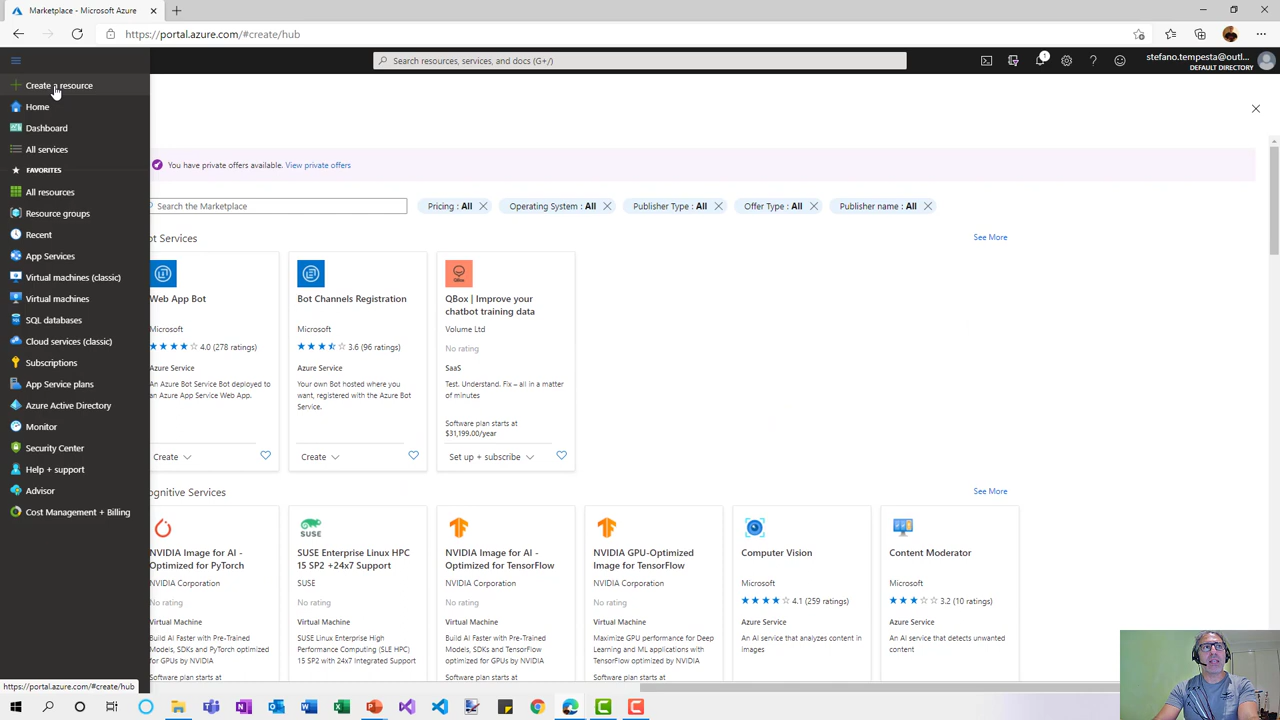 Marketplace - Microsoft Azure
https://portal.azure.com/#create/hub
Search resources, services, and docs (G+/)
1
stefano.tempesta@outl...
DEFAULT DIRECTORY
Create a resource
Home
Dashboard
All services
FAVORITES
All resources
Resource groups
Recent
App Services
Virtual machines (classic)
Virtual machines
SQL databases
Cloud services (classic)
Subscriptions
App Service plans
Azure Active Directory
Monitor
Security Center
Help + support
Advisor
Cost Management + Billing
You have private offers available. View private offers
Search the Marketplace
Pricing : All
Operating System : All
Publisher Type : All
Offer Type : All
Publisher name : All
ot Services
See More
Web App Bot
Microsoft
4.0 (278 ratings)
Azure Service
An Azure Bot Service Bot deployed to
an Azure App Service Web App.
Create
Bot Channels Registration
Microsoft
3.6 (96 ratings)
Azure Service
Your own Bot hosted where you
want, registered with the Azure Bot
Service.
Create
QBox | Improve your
chatbot training data
Volume Ltd
No rating
SaaS
Test. Understand. Fix – all in a matter
of minutes
Software plan starts at
$31,199.00/year
Set up + subscribe
ognitive Services
See More
NVIDIA Image for AI -
Optimized for PyTorch
NVIDIA Corporation
No rating
Virtual Machine
Build AI Faster with Pre-Trained
Models, SDKs and PyTorch optimized
for GPUs by NVIDIA
Software plan starts at
SUSE
SUSE Enterprise Linux HPC
15 SP2 +24x7 Support
SUSE
No rating
Virtual Machine
SUSE Linux Enterprise High
Performance Computing (SLE HPC)
15 SP2 with 24x7 Integrated Support
NVIDIA Image for AI -
Optimized for TensorFlow
NVIDIA Corporation
No rating
Virtual Machine
Build AI Faster with Pre-Trained
Models, SDKs and TensorFlow
optimized for GPUs by NVIDIA
Software plan starts at
NVIDIA GPU-Optimized
Image for TensorFlow
NVIDIA Corporation
No rating
Virtual Machine
Maximize GPU performance for Deep
Learning and ML applications with
TensorFlow optimized by NVIDIA
Software plan starts at
Computer Vision
Microsoft
4.1 (259 ratings)
Azure Service
An AI service that analyzes content in
images
Content Moderator
Microsoft
3.2 (10 ratings)
Azure Service
An AI service that detects unwanted
content
https://portal.azure.com/#create/hub